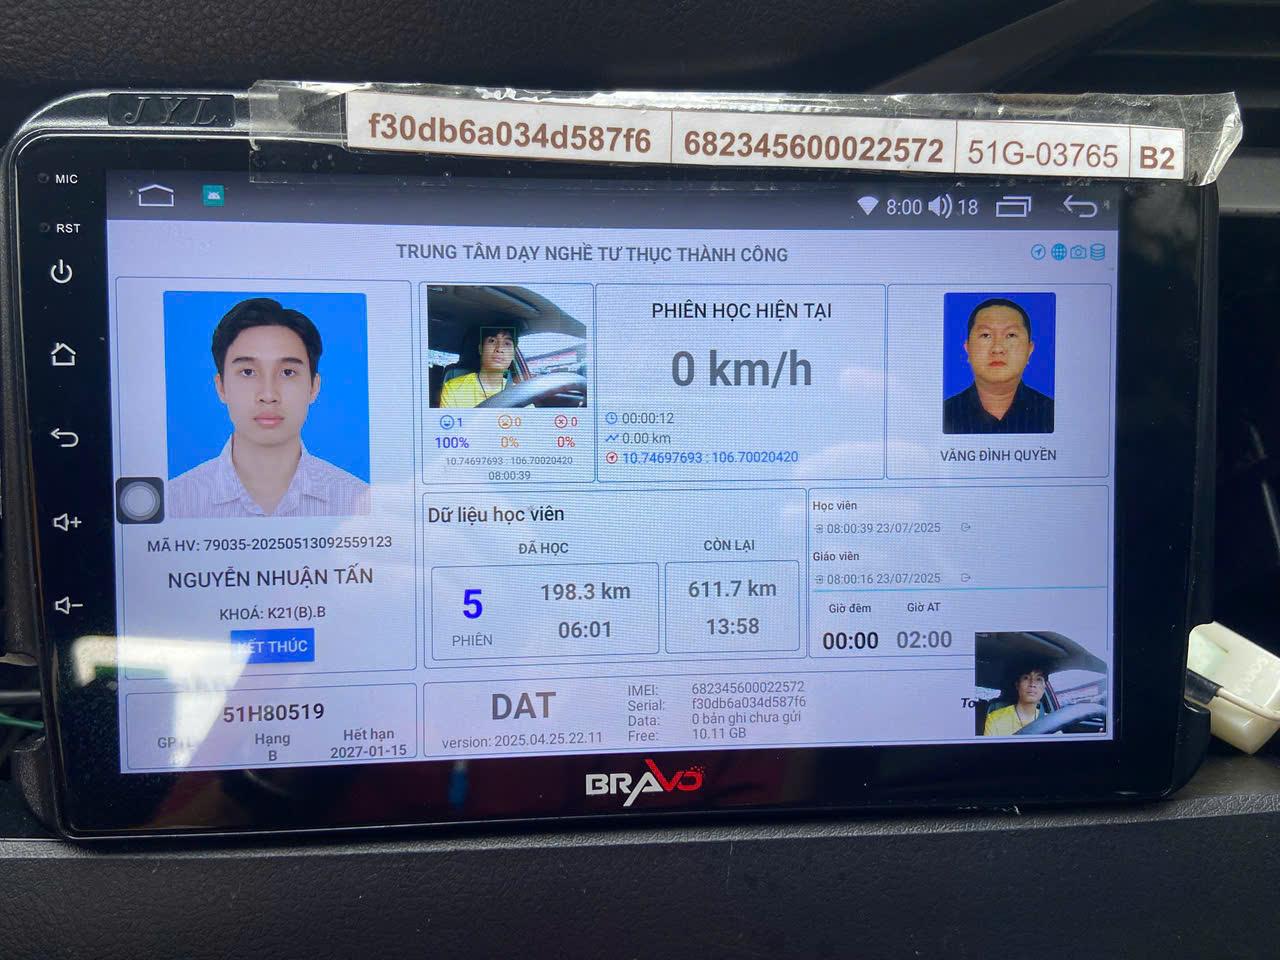 JYL
f30db6a034d587f6 682345600022572 51G-03765 B2
MIC
RST
8:00 18
TRUNG TÂM DẠY NGHỀ TƯ THỤC THÀNH CÔNG
MÃ HV: 79035-20250513092559123
NGUYỄN NHUẬN TẤN
KHOÁ: K21(B).B
KẾT THÚC
1 0 0
100% 0% 0%
10.74697693 : 106.70020420
08:00:39
PHIÊN HỌC HIỆN TẠI
0 km/h
00:00:12
0.00 km
10.74697693 : 106.70020420
VĂNG ĐÌNH QUYỀN
Dữ liệu học viên
ĐÃ HỌC
5
PHIÊN
198.3 km
06:01
CÒN LẠI
611.7 km
13:58
Học viên
08:00:39 23/07/2025
Giáo viên
08:00:16 23/07/2025
Giờ đêm Giờ AT
00:00 02:00
51H80519
Hạng
B
Hết hạn
2027-01-15
DAT
version: 2025.04.25.22.11
IMEI: 682345600022572
Serial: f30db6a034d587f6
Data: 0 bản ghi chưa gửi
Free: 10.11 GB
BRAVO